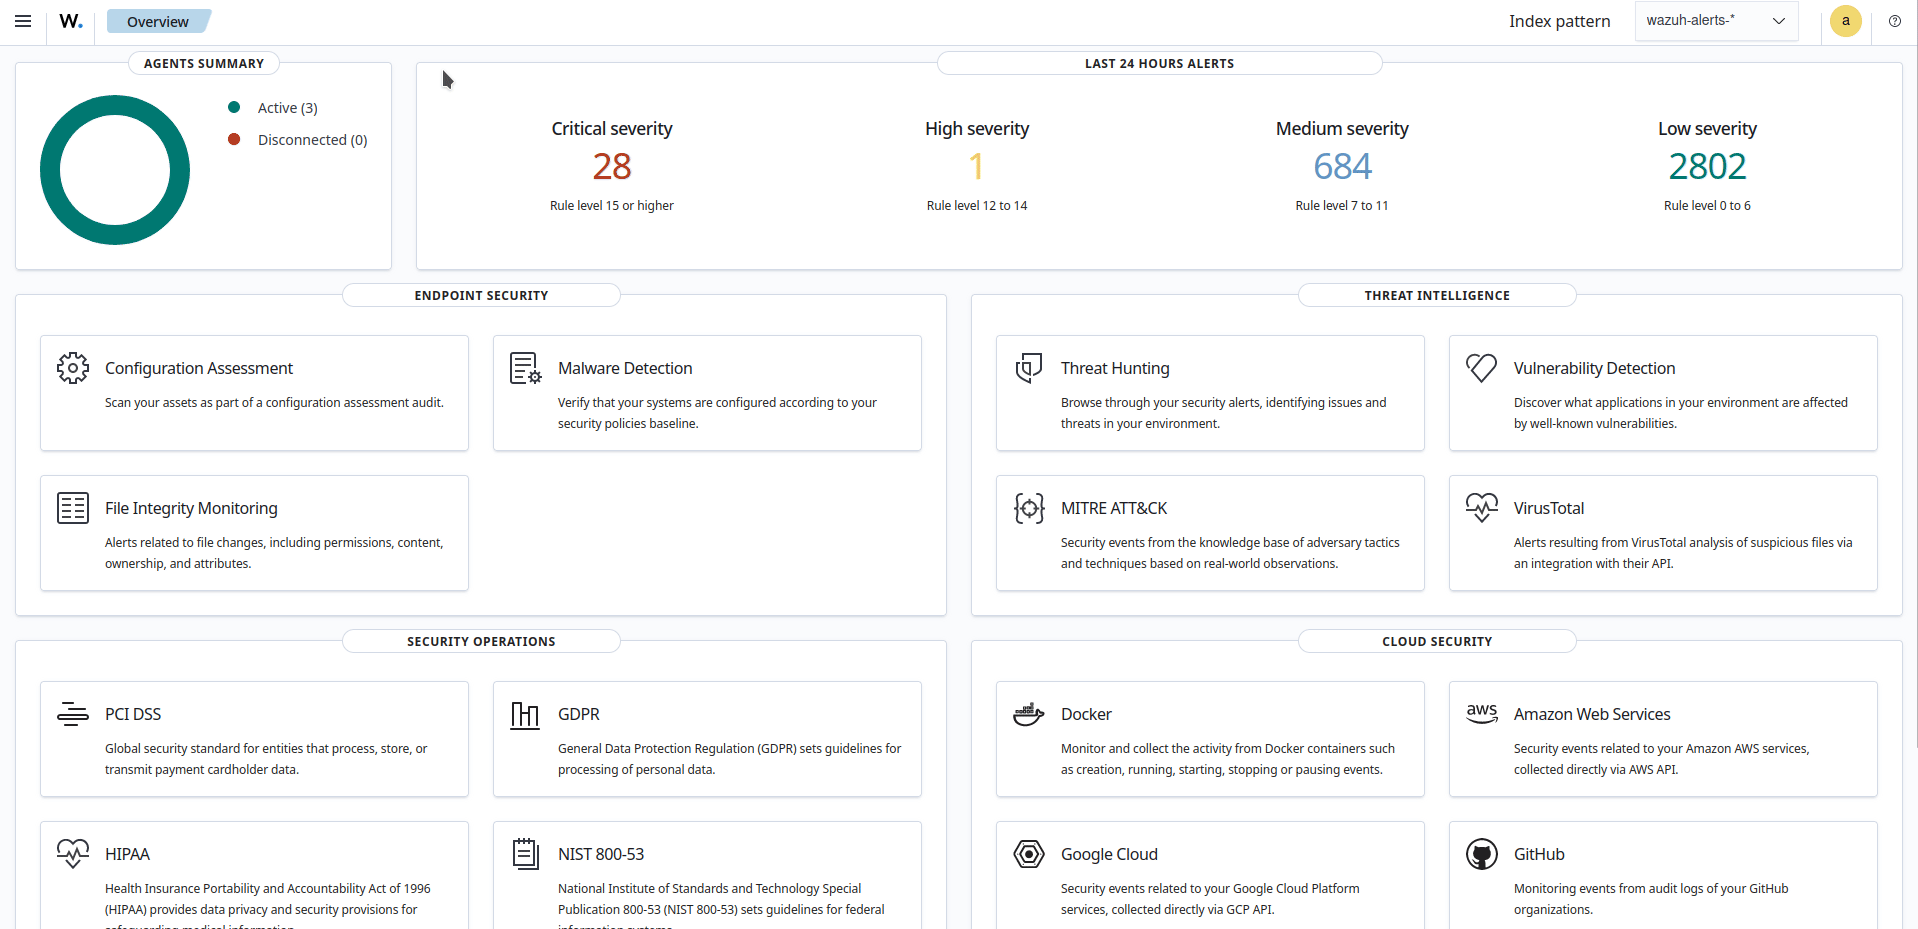 W.
Overview
Index pattern
wazuh-alerts-*
a
AGENTS SUMMARY
Active (3)
Disconnected (0)
LAST 24 HOURS ALERTS
Critical severity
28
Rule level 15 or higher
High severity
1
Rule level 12 to 14
Medium severity
684
Rule level 7 to 11
Low severity
2802
Rule level 0 to 6
ENDPOINT SECURITY
Configuration Assessment
Scan your assets as part of a configuration assessment audit.
Malware Detection
Verify that your systems are configured according to your
security policies baseline.
File Integrity Monitoring
Alerts related to file changes, including permissions, content,
ownership, and attributes.
THREAT INTELLIGENCE
Threat Hunting
Browse through your security alerts, identifying issues and
threats in your environment.
Vulnerability Detection
Discover what applications in your environment are affected
by well-known vulnerabilities.
MITRE ATT&CK
Security events from the knowledge base of adversary tactics
and techniques based on real-world observations.
VirusTotal
Alerts resulting from VirusTotal analysis of suspicious files via
an integration with their API.
SECURITY OPERATIONS
PCI DSS
Global security standard for entities that process, store, or
transmit payment cardholder data.
GDPR
General Data Protection Regulation (GDPR) sets guidelines for
processing of personal data.
HIPAA
Health Insurance Portability and Accountability Act of 1996
(HIPAA) provides data privacy and security provisions for
safeguarding medical information.
NIST 800-53
National Institute of Standards and Technology Special
Publication 800-53 (NIST 800-53) sets guidelines for federal
information systems.
CLOUD SECURITY
Docker
Monitor and collect the activity from Docker containers such
as creation, running, starting, stopping or pausing events.
aws
Amazon Web Services
Security events related to your Amazon AWS services,
collected directly via AWS API.
Google Cloud
Security events related to your Google Cloud Platform
services, collected directly via GCP API.
GitHub
Monitoring events from audit logs of your GitHub
organizations.